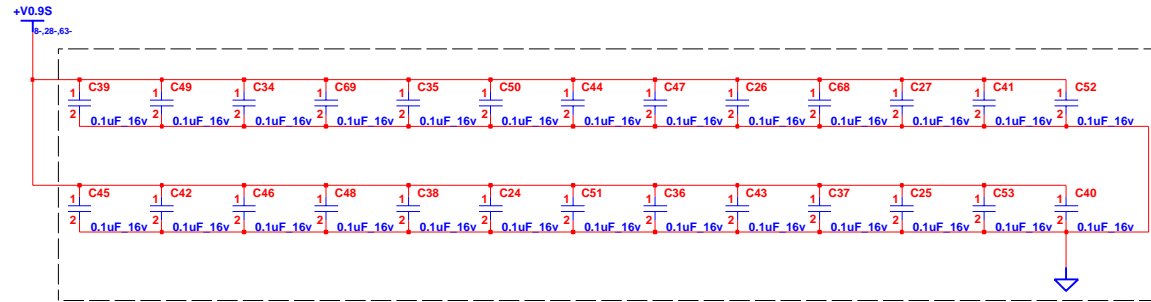 +V0.9S
8-,28-,63-
C39 C49 C34 C69 C35 C50 C44 C47 C26 C68 C27 C41 C52
1 1 1 1 1 1 1 1 1 1 1 1 1
2 2 2 2 2 2 2 2 2 2 2 2 2
0.1uF_16v 0.1uF_16v 0.1uF_16v 0.1uF_16v 0.1uF_16v 0.1uF_16v 0.1uF_16v 0.1uF_16v 0.1uF_16v 0.1uF_16v 0.1uF_16v 0.1uF_16v 0.1uF_16v
C45 C42 C46 C48 C38 C24 C51 C36 C43 C37 C25 C53 C40
1 1 1 1 1 1 1 1 1 1 1 1 1
2 2 2 2 2 2 2 2 2 2 2 2 2
0.1uF_16v 0.1uF_16v 0.1uF_16v 0.1uF_16v 0.1uF_16v 0.1uF_16v 0.1uF_16v 0.1uF_16v 0.1uF_16v 0.1uF_16v 0.1uF_16v 0.1uF_16v 0.1uF_16v